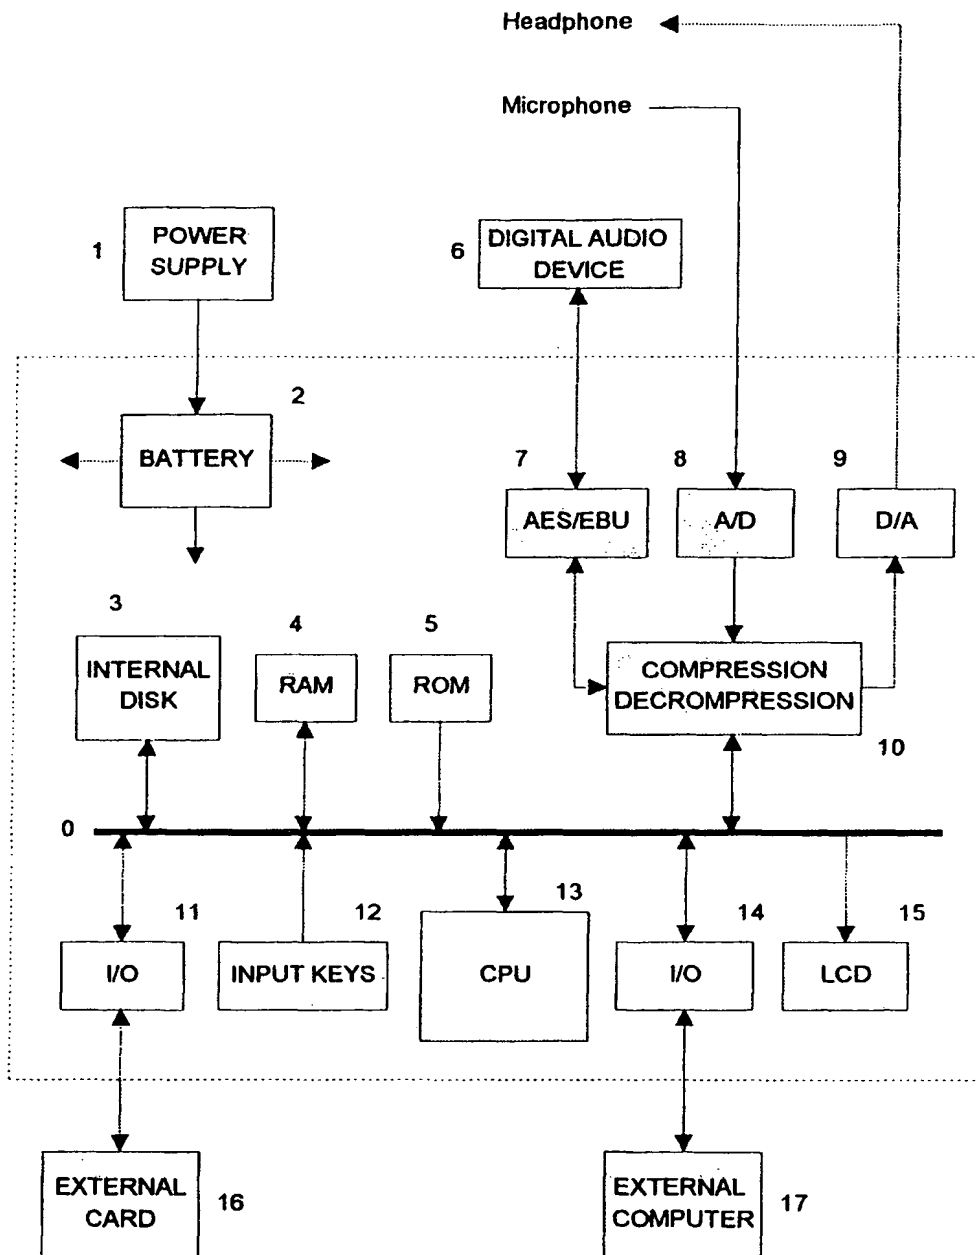 Headphone
Microphone
1
POWER
SUPPLY
6
DIGITAL AUDIO
DEVICE
2
BATTERY
7
8
9
AES/EBU
A/D
D/A
3
4
5
INTERNAL
DISK
RAM
ROM
COMPRESSION
DECROMPRESSION
10
0
11
12
13
14
15
I/O
INPUT KEYS
CPU
I/O
LCD
EXTERNAL
CARD
16
EXTERNAL
COMPUTER
17